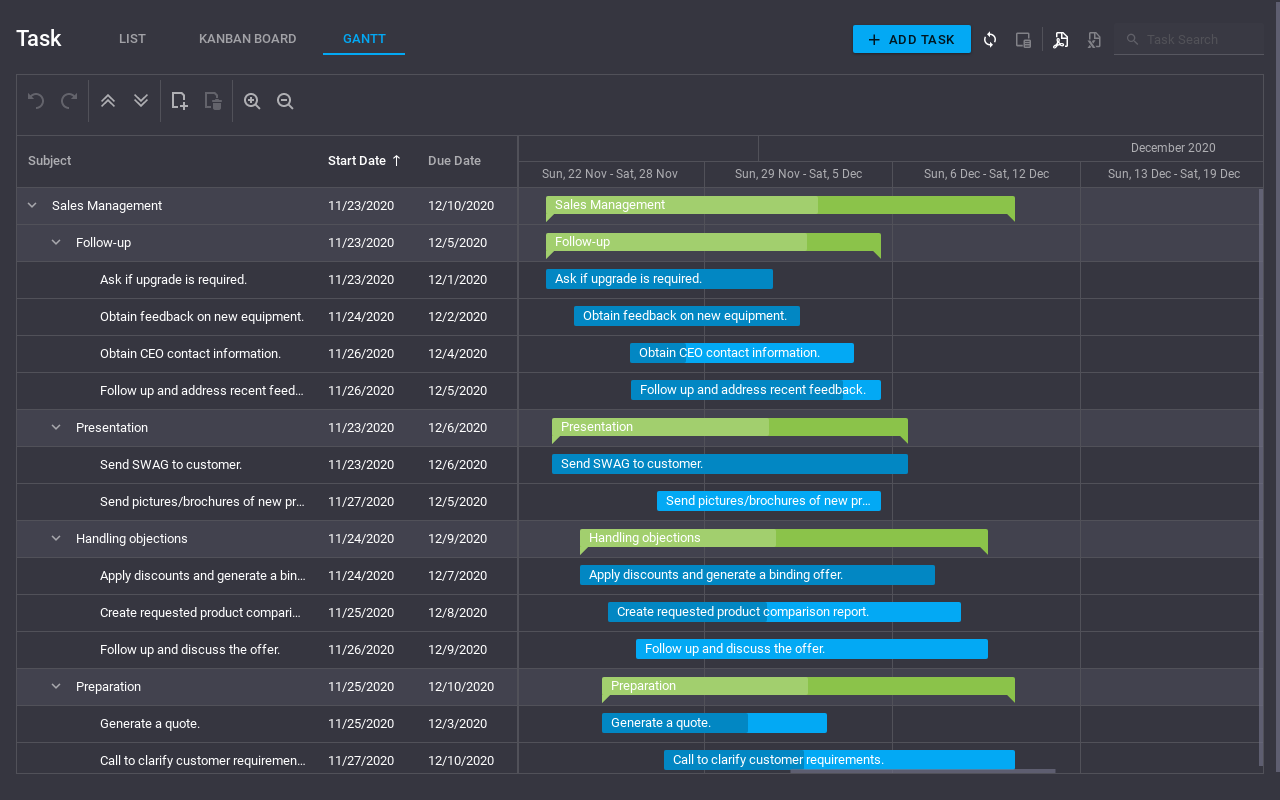 Task LIST KANBAN BOARD GANTT ADD TASK Task Search
Subject Start Date Due Date December 2020
Sun, 22 Nov - Sat, 28 Nov Sun, 29 Nov - Sat, 5 Dec Sun, 6 Dec - Sat, 12 Dec Sun, 13 Dec - Sat, 19 Dec
Sales Management 11/23/2020 12/10/2020 Sales Management
Follow-up 11/23/2020 12/5/2020 Follow-up
Ask if upgrade is required. 11/23/2020 12/1/2020 Ask if upgrade is required.
Obtain feedback on new equipment. 11/24/2020 12/2/2020 Obtain feedback on new equipment.
Obtain CEO contact information. 11/26/2020 12/4/2020 Obtain CEO contact information.
Follow up and address recent feed... 11/26/2020 12/5/2020 Follow up and address recent feedback.
Presentation 11/23/2020 12/6/2020 Presentation
Send SWAG to customer. 11/23/2020 12/6/2020 Send SWAG to customer.
Send pictures/brochures of new pr... 11/27/2020 12/5/2020 Send pictures/brochures of new pr...
Handling objections 11/24/2020 12/9/2020 Handling objections
Apply discounts and generate a bin... 11/24/2020 12/7/2020 Apply discounts and generate a binding offer.
Create requested product compari... 11/25/2020 12/8/2020 Create requested product comparison report.
Follow up and discuss the offer. 11/26/2020 12/9/2020 Follow up and discuss the offer.
Preparation 11/25/2020 12/10/2020 Preparation
Generate a quote. 11/25/2020 12/3/2020 Generate a quote.
Call to clarify customer requiremen... 11/27/2020 12/10/2020 Call to clarify customer requirements.